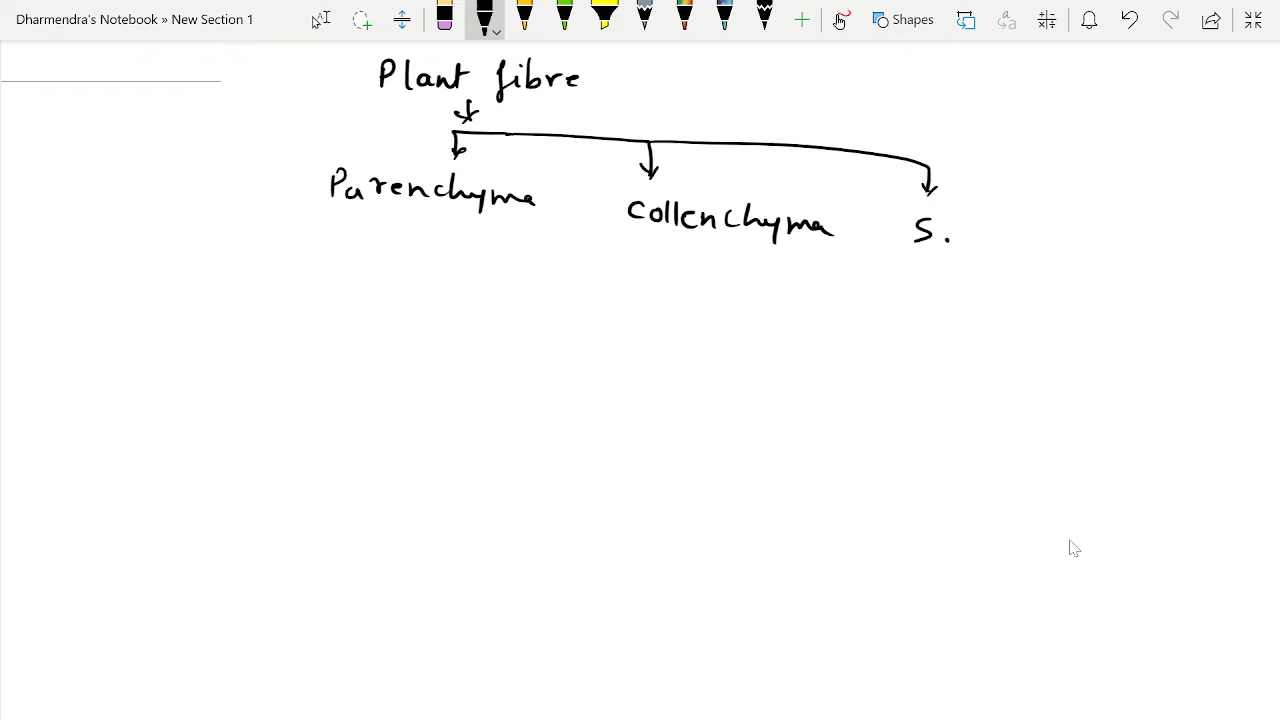 Dharmendra's Notebook » New Section 1
Shapes
Plant fibre
Parenchyma
Collenchyma
S.